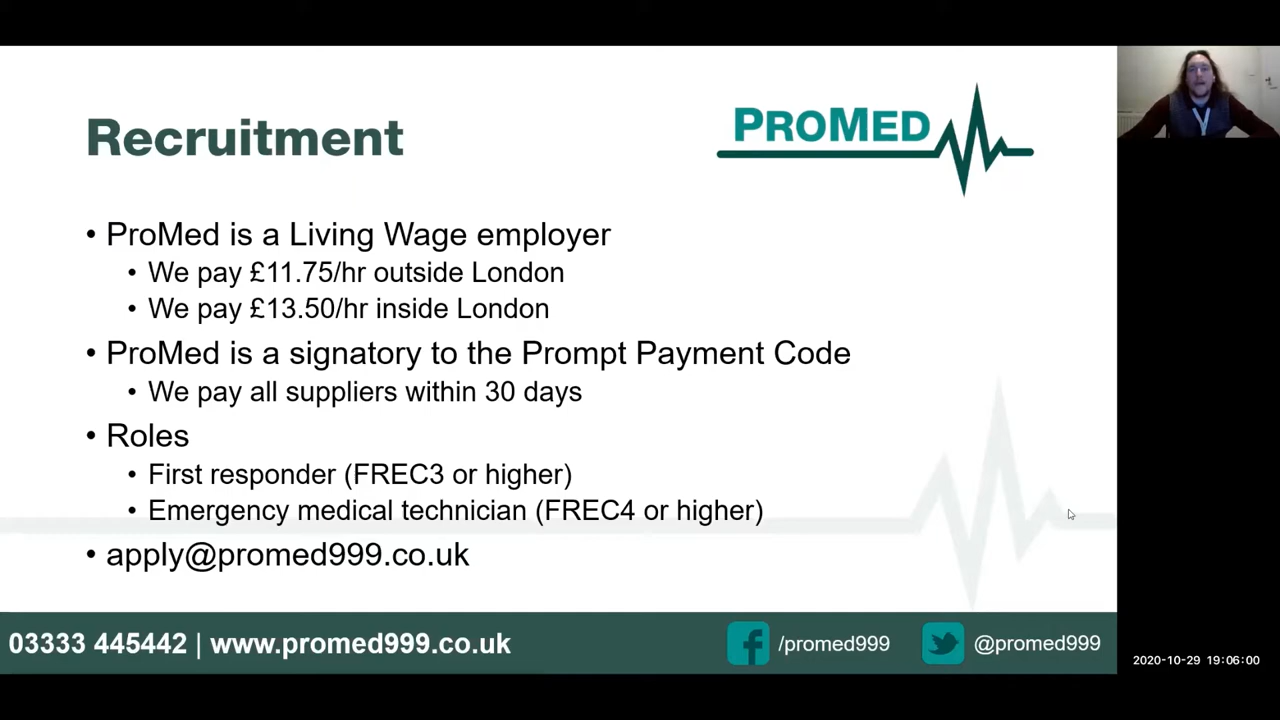 Recruitment
PROMED
• ProMed is a Living Wage employer
• We pay £11.75/hr outside London
• We pay £13.50/hr inside London
• ProMed is a signatory to the Prompt Payment Code
• We pay all suppliers within 30 days
• Roles
• First responder (FREC3 or higher)
• Emergency medical technician (FREC4 or higher)
• apply@promed999.co.uk
03333 445442 | www.promed999.co.uk
/promed999
@promed999
2020-10-29 19:06:00